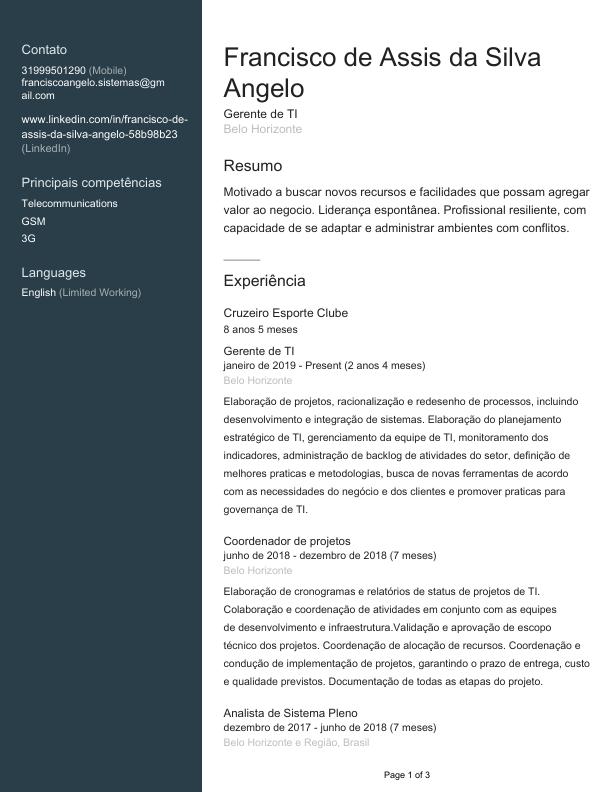 Contato
31999501290 (Mobile)
franciscoangelo.sistemas@gm
ail.com
www.linkedin.com/in/francisco-de-
assis-da-silva-angelo-58b98b23
(LinkedIn)
Principais competências
Telecommunications
GSM
3G
Languages
English (Limited Working)
Francisco de Assis da Silva
Angelo
Gerente de TI
Belo Horizonte
Resumo
Motivado a buscar novos recursos e facilidades que possam agregar
valor ao negocio. Liderança espontânea. Profissional resiliente, com
capacidade de se adaptar e administrar ambientes com conflitos.
Experiência
Cruzeiro Esporte Clube
8 anos 5 meses
Gerente de TI
janeiro de 2019 - Present (2 anos 4 meses)
Belo Horizonte
Elaboração de projetos, racionalização e redesenho de processos, incluindo
desenvolvimento e integração de sistemas. Elaboração do planejamento
estratégico de TI, gerenciamento da equipe de TI, monitoramento dos
indicadores, administração de backlog de atividades do setor, definição de
melhores praticas e metodologias, busca de novas ferramentas de acordo
com as necessidades do negócio e dos clientes e promover praticas para
governança de TI.
Coordenador de projetos
junho de 2018 - dezembro de 2018 (7 meses)
Belo Horizonte
Elaboração de cronogramas e relatórios de status de projetos de TI.
Colaboração e coordenação de atividades em conjunto com as equipes
de desenvolvimento e infraestrutura.Validação e aprovação de escopo
técnico dos projetos. Coordenação de alocação de recursos. Coordenação e
condução de implementação de projetos, garantindo o prazo de entrega, custo
e qualidade previstos. Documentação de todas as etapas do projeto.
Analista de Sistema Pleno
dezembro de 2017 - junho de 2018 (7 meses)
Belo Horizonte e Região, Brasil
Page 1 of 3